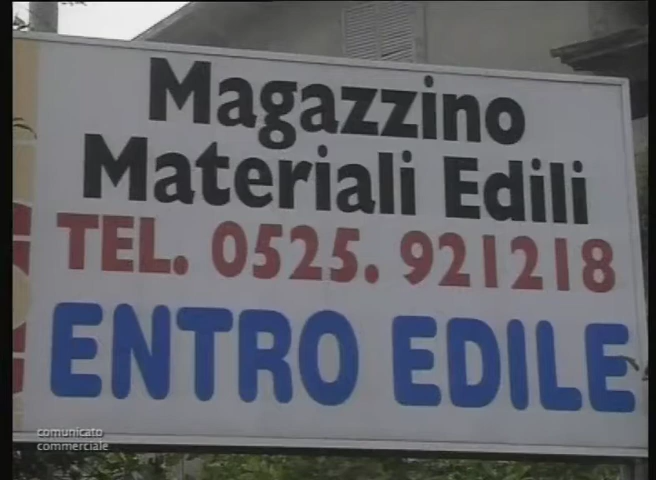 Magazzino
Materiali Edili
TEL. 0525. 921218
ENTRO EDILE
comunicato
commerciale